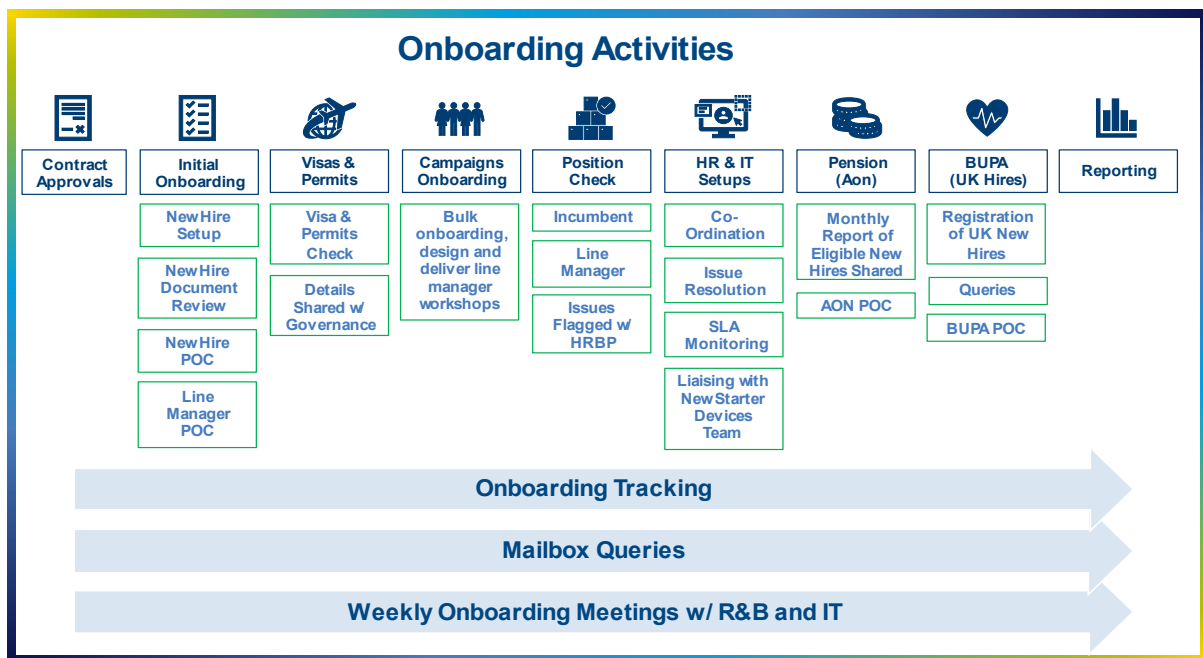 Onboarding Activities
Contract
Approvals
Initial
Onboarding
Visas &
Permits
Campaigns
Onboarding
Position
Check
HR & IT
Setups
Pension
(Aon)
BUPA
(UK Hires)
Reporting
New Hire
Setup
New Hire
Document
Review
New Hire
POC
Line
Manager
POC
Visa &
Permits
Check
Details
Shared w/
Governance
Bulk
onboarding,
design and
deliver line
manager
workshops
Incumbent
Line
Manager
Issues
Flagged w/
HRBP
Co-
Ordination
Issue
Resolution
SLA
Monitoring
Liaising with
New Starter
Devices
Team
Monthly
Report of
Eligible New
Hires Shared
AON POC
Registration
of UK New
Hires
Queries
BUPA POC
Onboarding Tracking
Mailbox Queries
Weekly Onboarding Meetings w/ R&B and IT